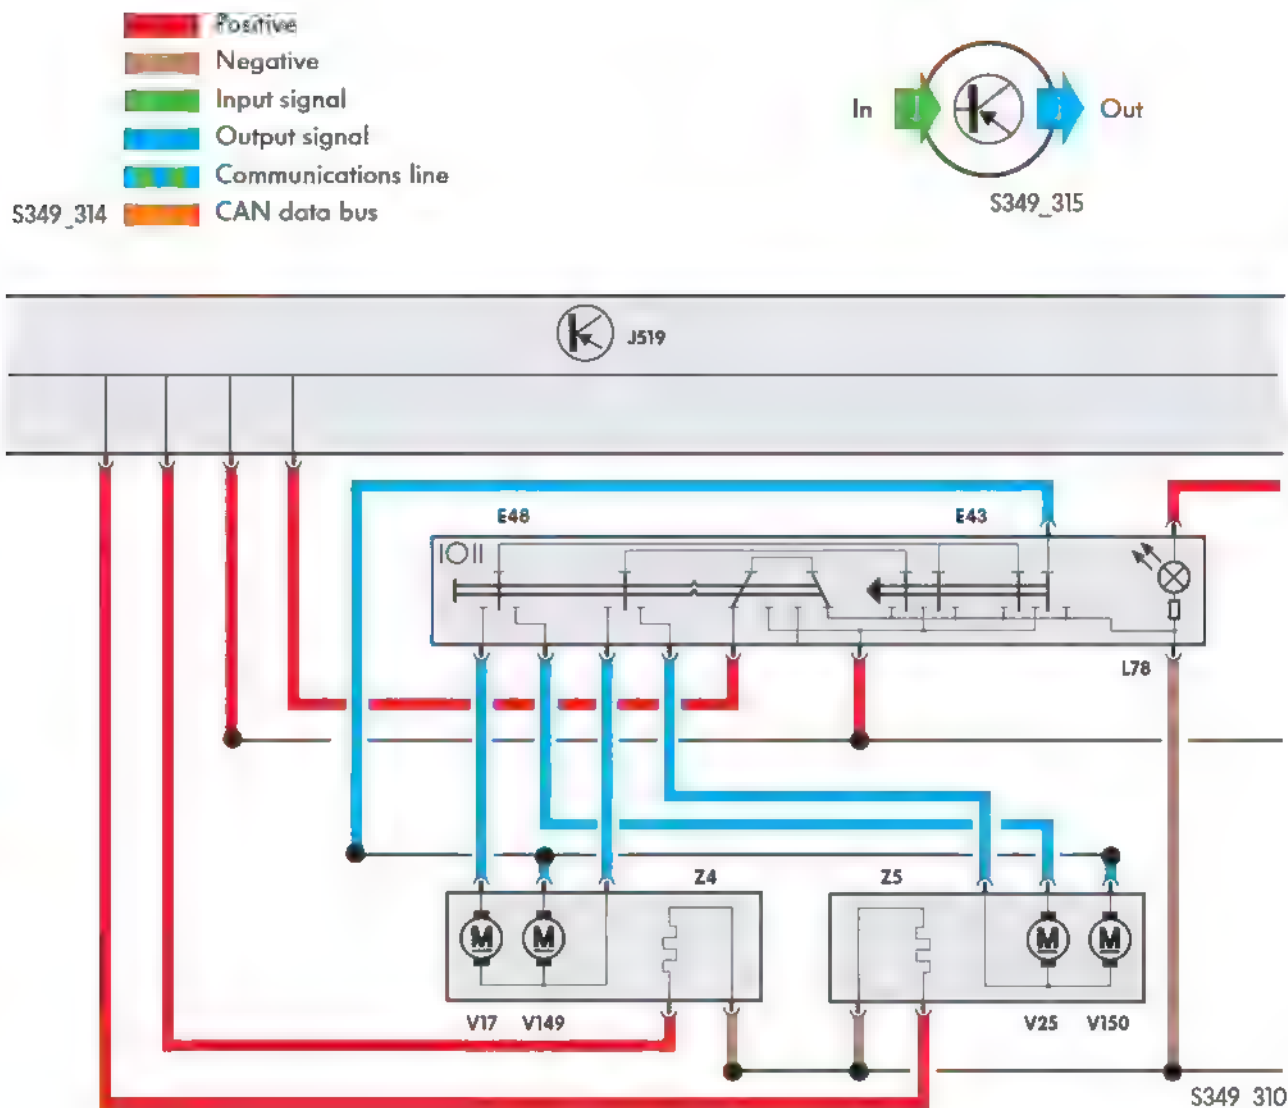 Positive
Negative
Input signal
Output signal
Communications line
S349_314 CAN data bus
In Out
S349_315
J519
E48 E43
L78
Z4 Z5
M M M M
V17 V149 V25 V150
S349_310